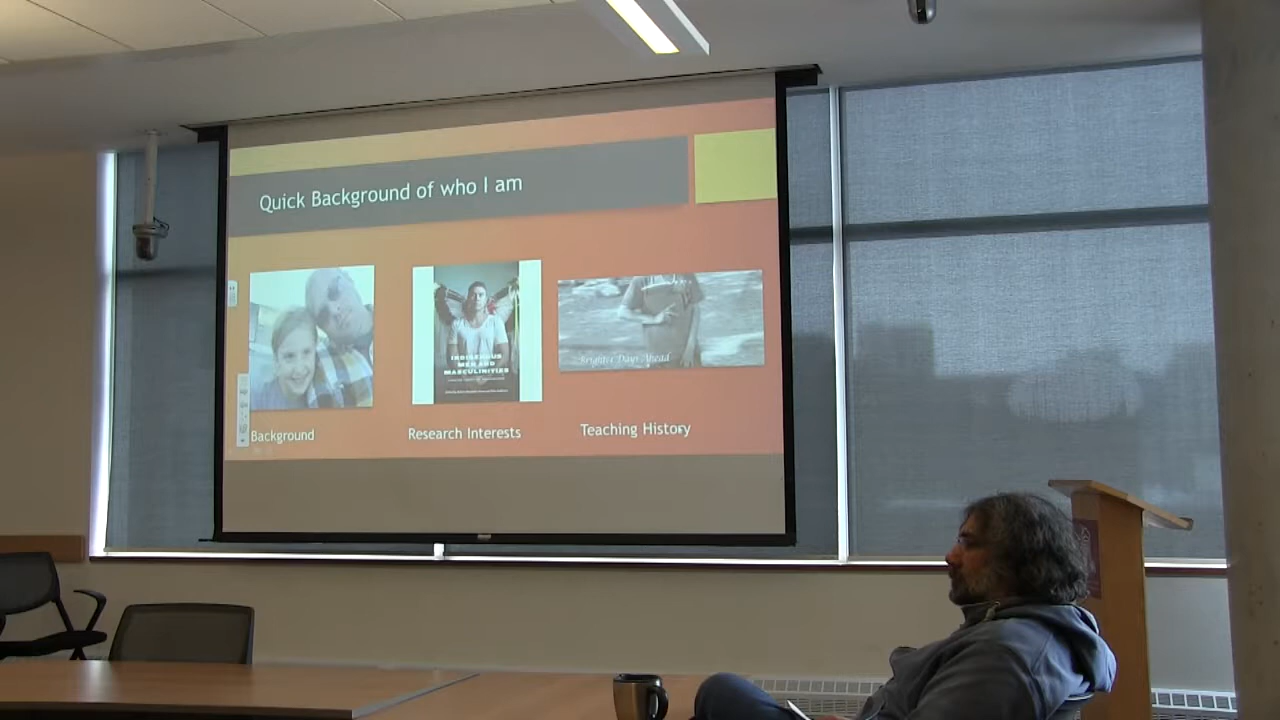 Quick Background of who I am
INDIGENOUS
MEN AND
MASCULINITIES
Brighter Days Ahead
Background
Research Interests
Teaching History